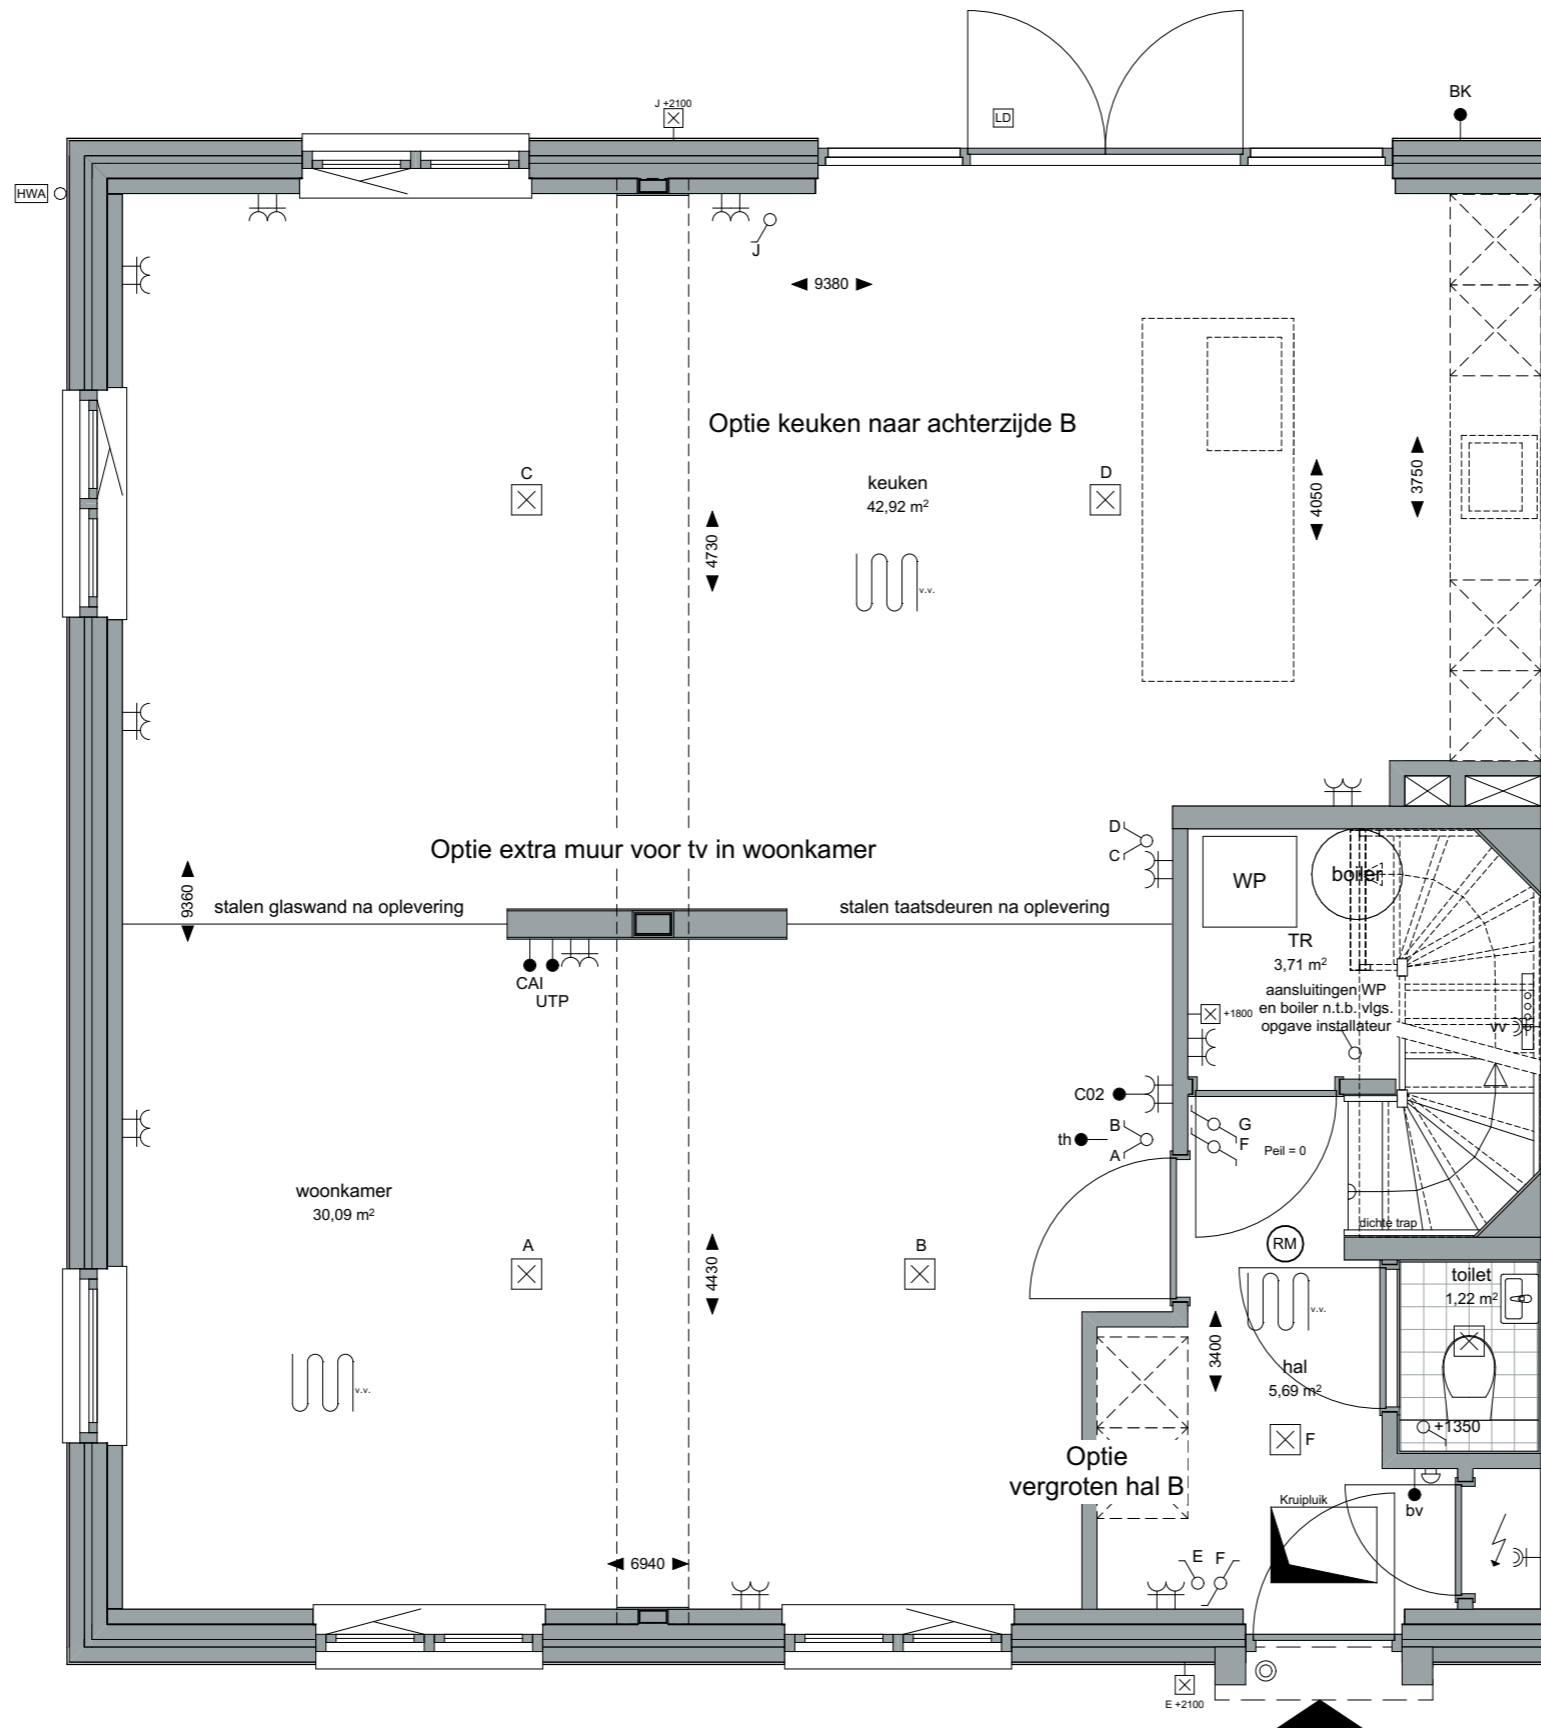 BK
J +2100
LD
HWA
J
9380
Optie keuken naar achterzijde B
C
D
keuken
42,92 m²
4050
3750
4730
v.v.
Optie extra muur voor tv in woonkamer
D
C
WP
boiler
9360
stalen glaswand na oplevering
stalen taatsdeuren na oplevering
TR
3,71 m²
CAI
UTP
aansluitingen WP
en boiler n.t.b. vlgs.
opgave installateur
+1800
vv
C02
B
A
th
G
F
Peil = 0
woonkamer
30,09 m²
dichte trap
A
B
RM
4430
toilet
1,22 m²
v.v.
3400
hal
5,69 m²
v.v.
+1350
F
Optie
vergroten hal B
Kruipluik
bv
6940
E
F
E +2100